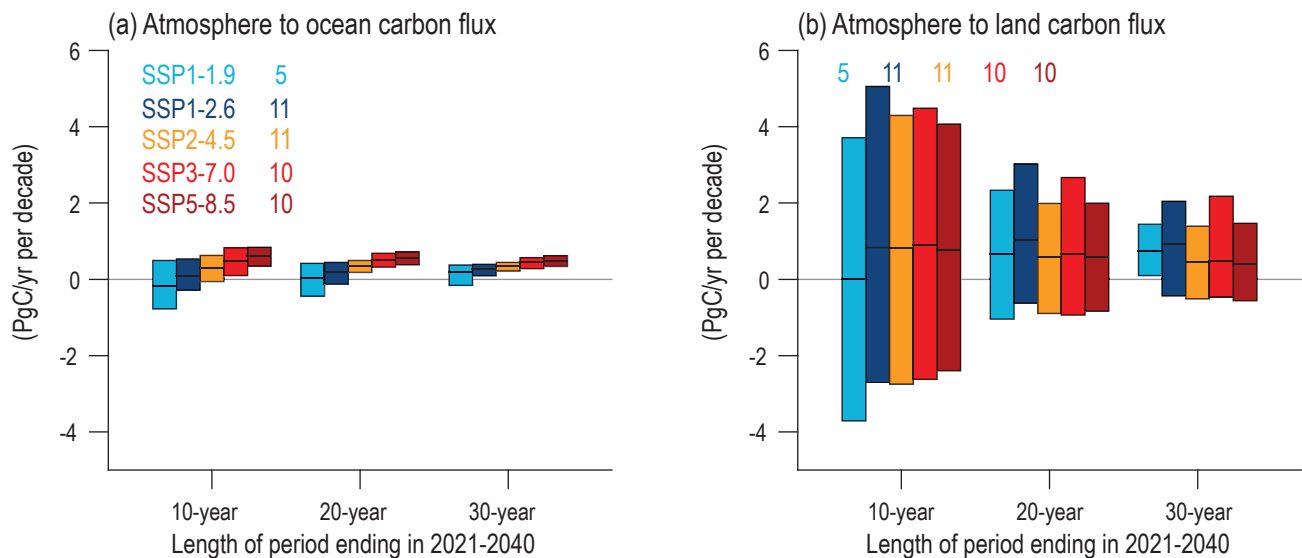 (a) Atmosphere to ocean carbon flux
6
4
2
0
-2
-4
(PgC/yr per decade)
SSP1-1.9 5
SSP1-2.6 11
SSP2-4.5 11
SSP3-7.0 10
SSP5-8.5 10
10-year 20-year 30-year
Length of period ending in 2021-2040
(b) Atmosphere to land carbon flux
6
4
2
0
-2
-4
(PgC/yr per decade)
5 11 11 10 10
10-year 20-year 30-year
Length of period ending in 2021-2040